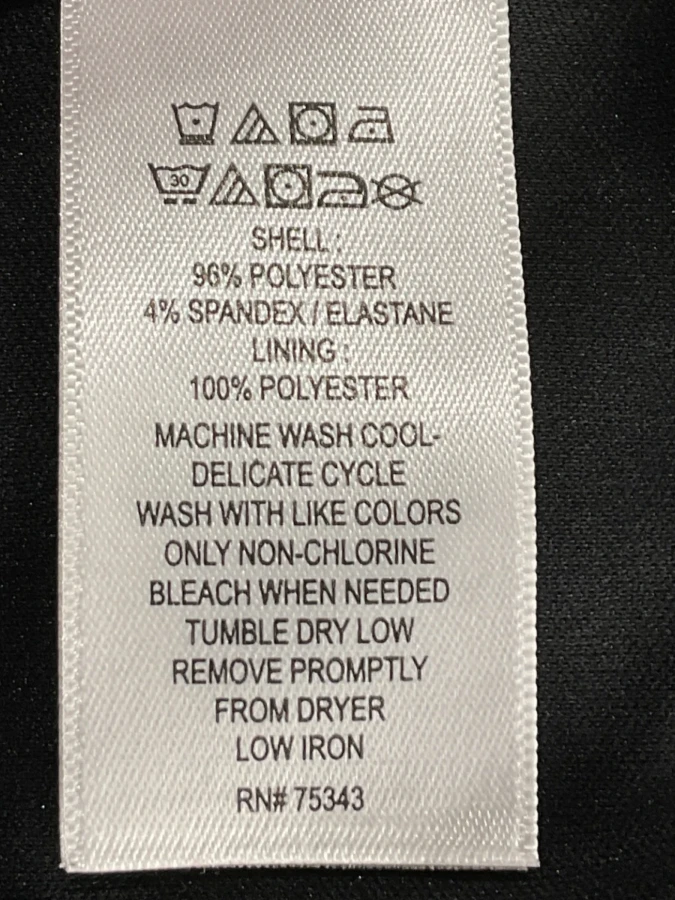 30
SHELL :
96% POLYESTER
4% SPANDEX / ELASTANE
LINING :
100% POLYESTER
MACHINE WASH COOL-
DELICATE CYCLE
WASH WITH LIKE COLORS
ONLY NON-CHLORINE
BLEACH WHEN NEEDED
TUMBLE DRY LOW
REMOVE PROMPTLY
FROM DRYER
LOW IRON
RN# 75343